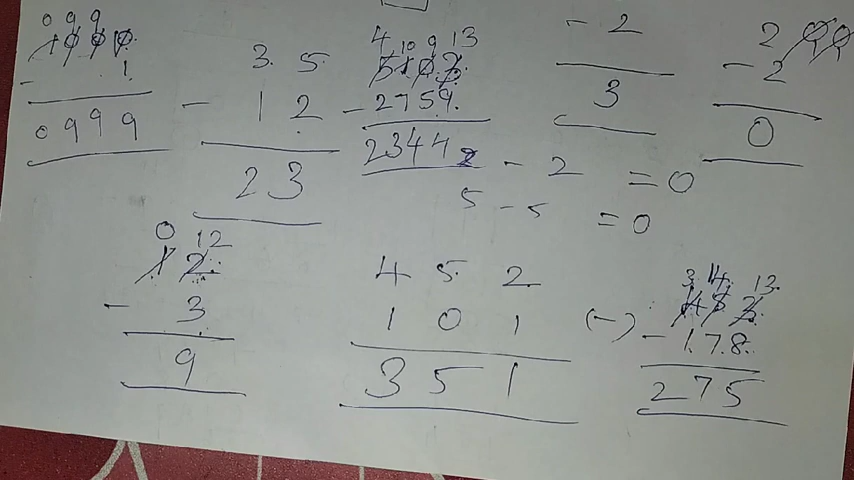 0 9 9
1 0 0 0
- 1
0 9 9 9
3 5
- 1 2
2 3
4 10 9 13
5 1 0 3
- 2 7 5 9
2 3 4 4
- 2
3
2
- 2
0
2 - 2 = 0
5 - 5 = 0
0 12
1 2
- 3
9
4 5 2
1 0 1
3 5 1
3 14 13
4 5 3
(-) - 1 7 8
2 7 5